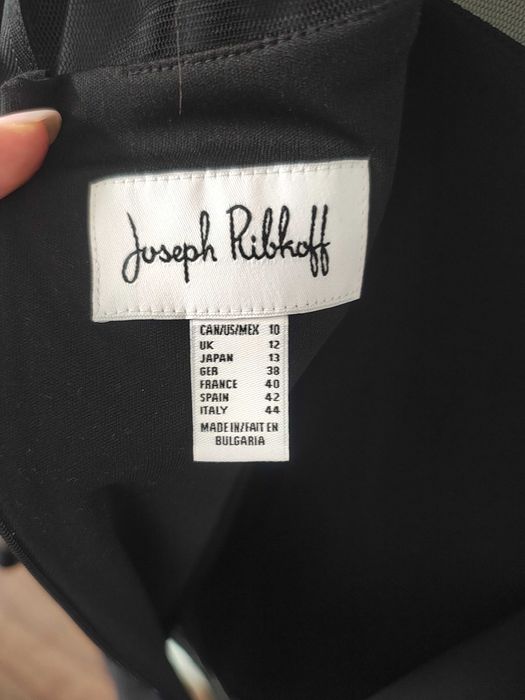 Joseph Ribkoff
CAN/US/MEX 10
UK 12
JAPAN 13
GER 38
FRANCE 40
SPAIN 42
ITALY 44
MADE IN/FAIT EN
BULGARIA